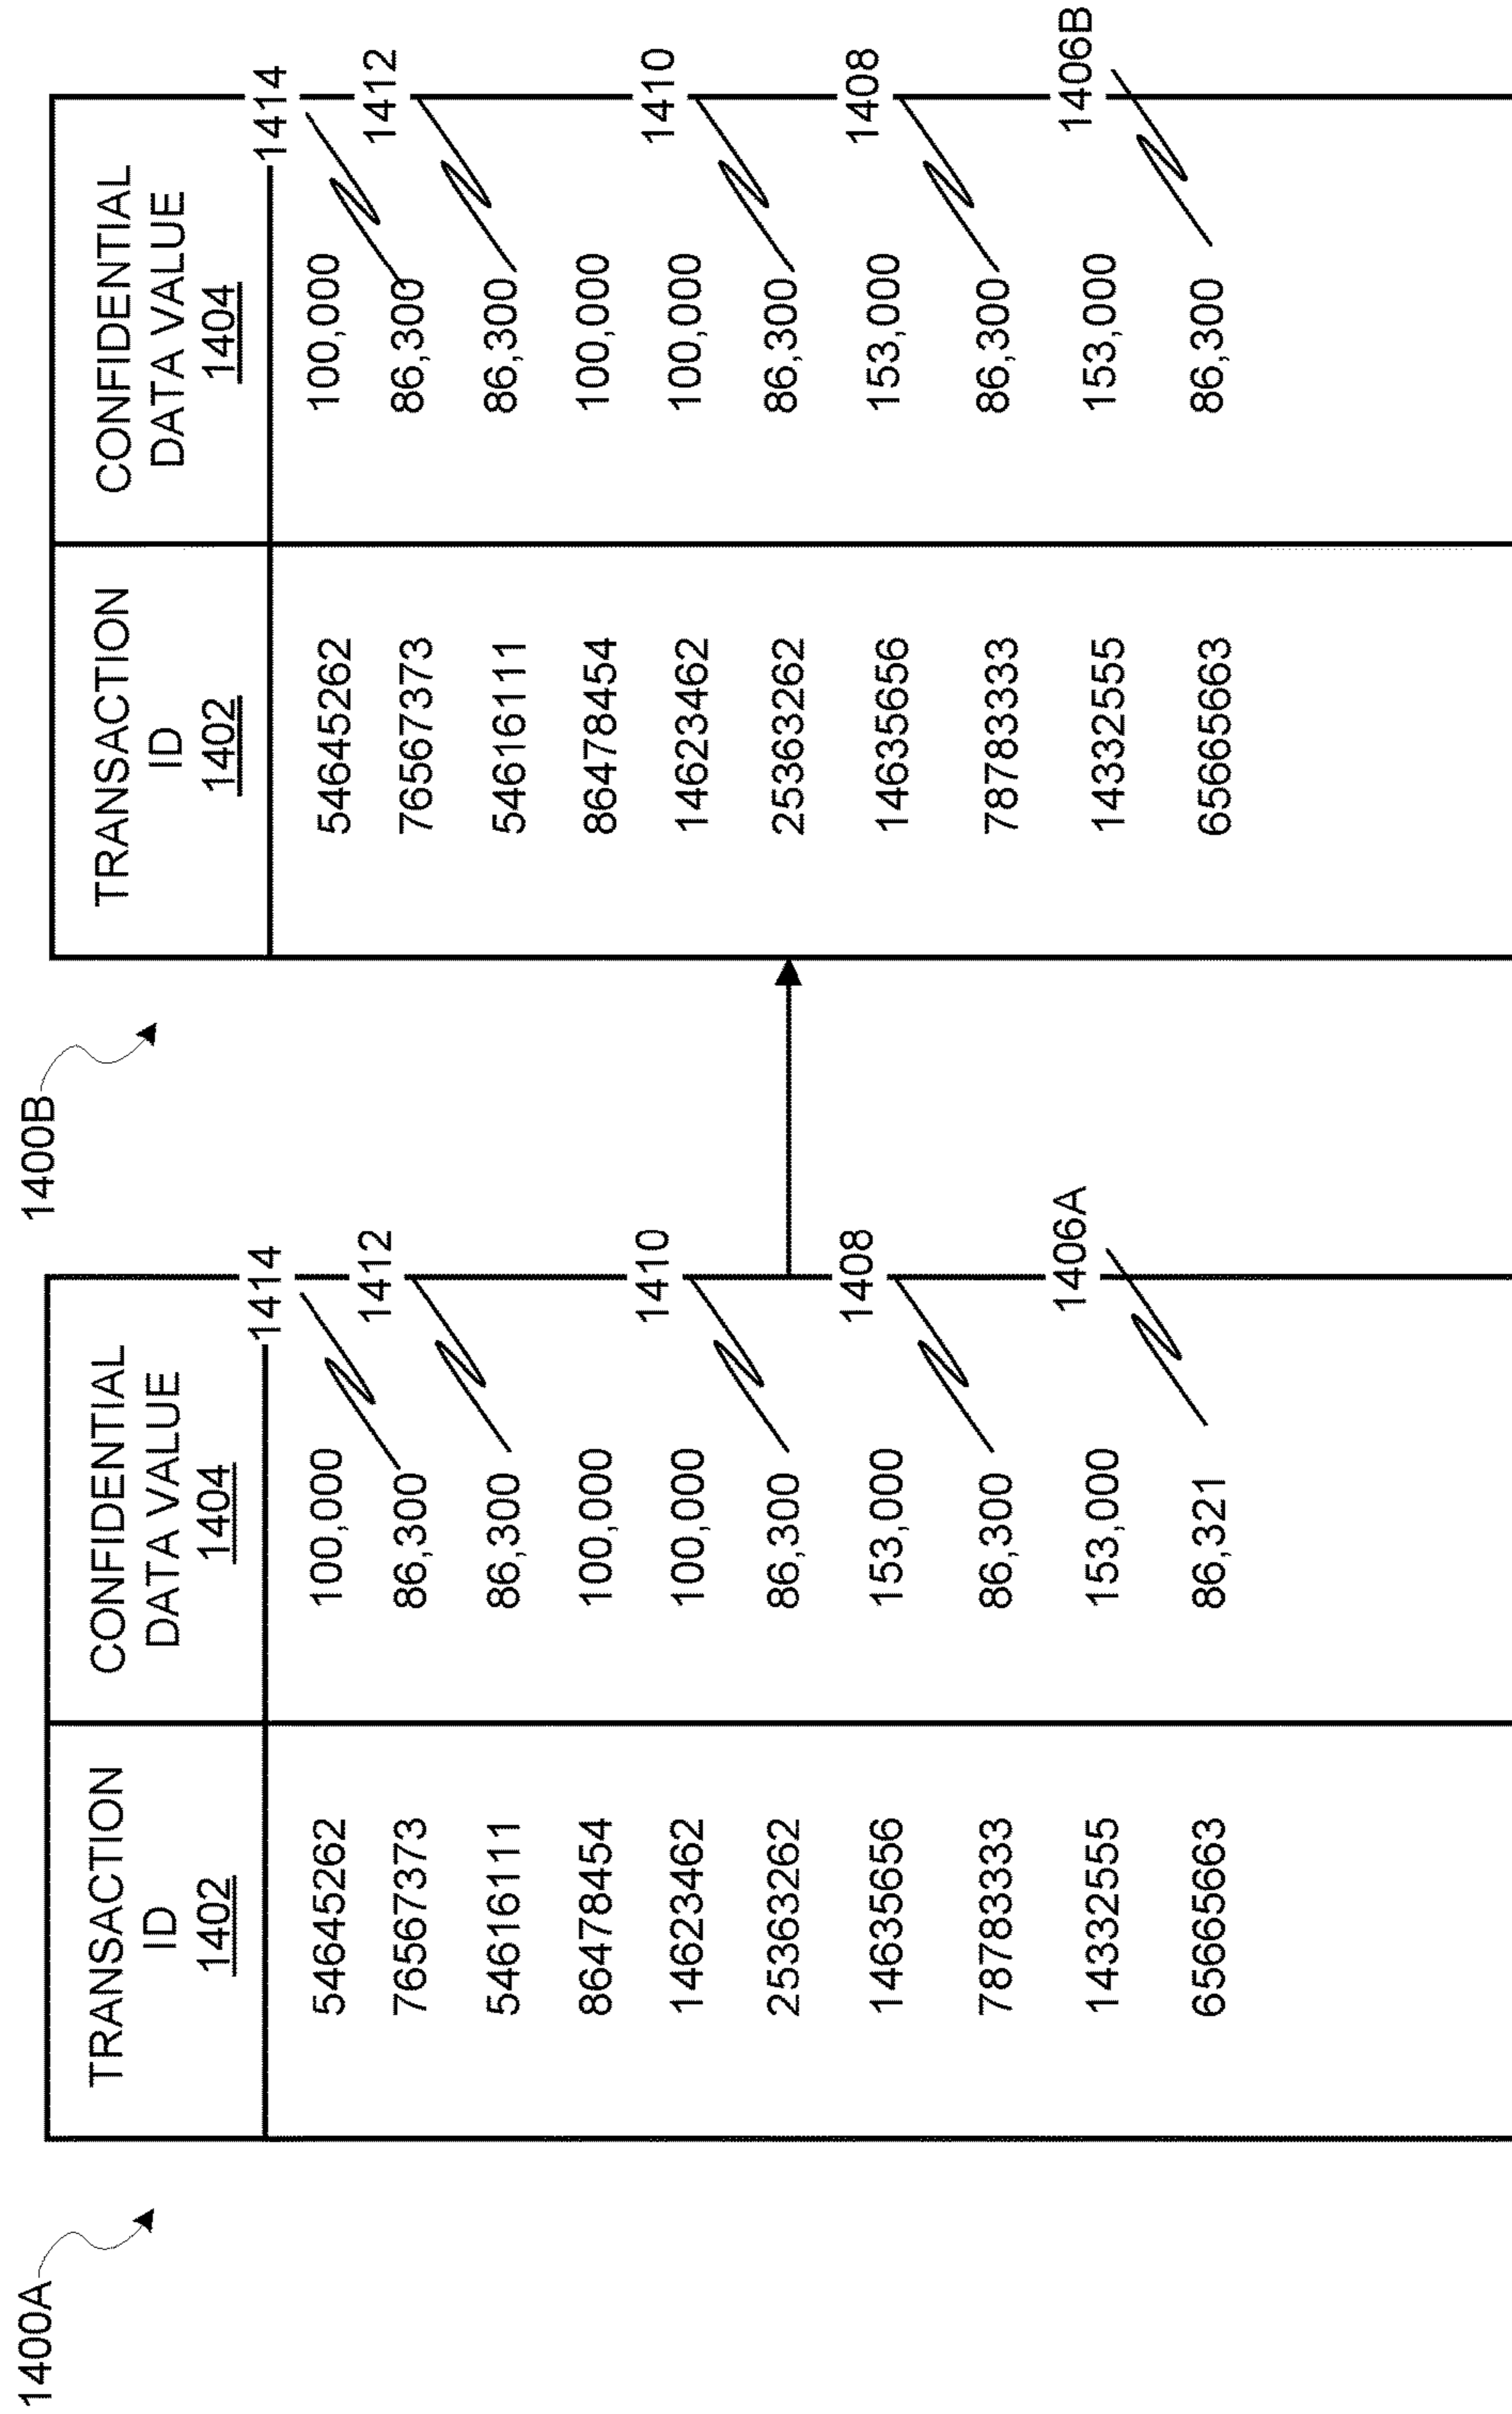 1400A
TRANSACTION
ID
1402
CONFIDENTIAL
DATA VALUE
1404
54645262 100,000
1414
76567373 86,300
1412
54616111 86,300
86478454 100,000
14623462 100,000
1410
25363262 86,300
14635656 153,000
1408
78783333 86,300
14332555 153,000
1406A
65665663 86,321
1400B
TRANSACTION
ID
1402
CONFIDENTIAL
DATA VALUE
1404
54645262 100,000
1414
76567373 86,300
1412
54616111 86,300
86478454 100,000
14623462 100,000
1410
25363262 86,300
14635656 153,000
1408
78783333 86,300
14332555 153,000
1406B
65665663 86,300